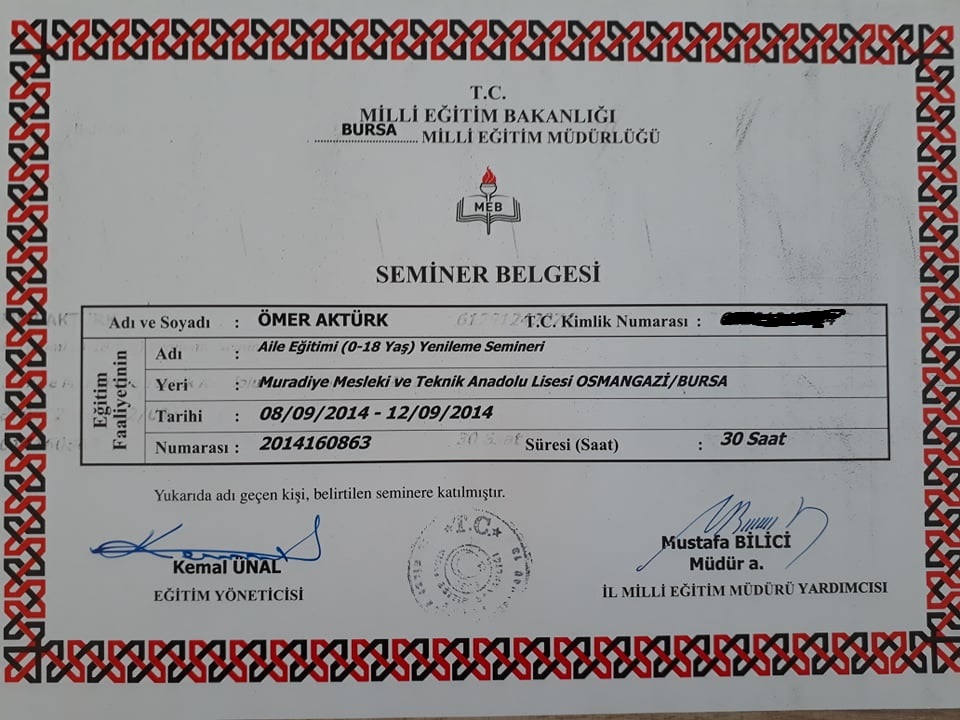 T.C.
MİLLİ EĞİTİM BAKANLIĞI
BURSA MİLLİ EĞİTİM MÜDÜRLÜĞÜ
MEB
SEMİNER BELGESİ
Adı ve Soyadı : ÖMER AKTÜRK T.C. Kimlik Numarası :
Eğitim Faaliyetinin
Adı : Aile Eğitimi (0-18 Yaş) Yenileme Semineri
Yeri : Muradiye Mesleki ve Teknik Anadolu Lisesi OSMANGAZİ/BURSA
Tarihi : 08/09/2014 - 12/09/2014
Numarası : 2014160863 Süresi (Saat) : 30 Saat
Yukarıda adı geçen kişi, belirtilen seminere katılmıştır.
Kemal ÜNAL
EĞİTİM YÖNETİCİSİ
T.C.
Mustafa BİLİCİ
Müdür a.
İL MİLLİ EĞİTİM MÜDÜRÜ YARDIMCISI